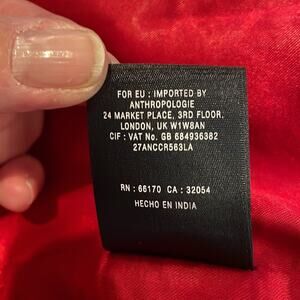 FOR EU : IMPORTED BY
ANTHROPOLOGIE
24 MARKET PLACE, 3RD FLOOR.
LONDON, UK W1W8AN
CIF : VAT No. GB 684936382
27ANCCR563LA
RN : 66170 CA : 32054
HECHO EN INDIA